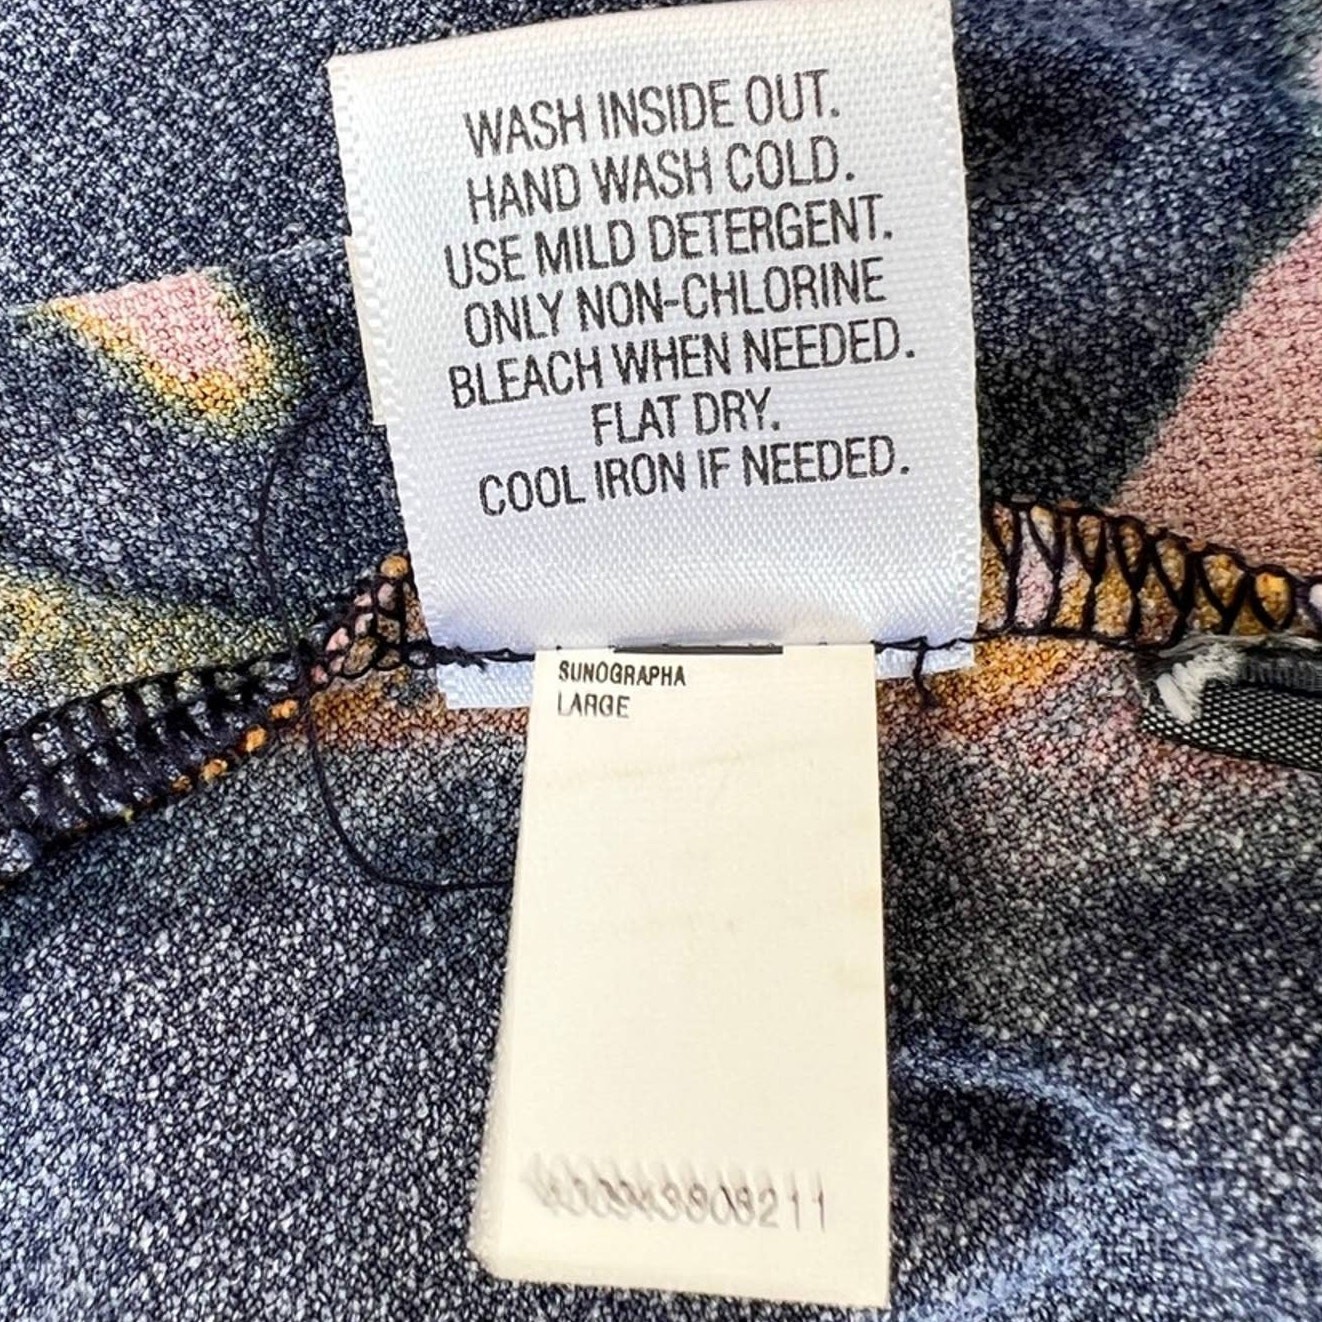 WASH INSIDE OUT.
HAND WASH COLD.
USE MILD DETERGENT.
ONLY NON-CHLORINE
BLEACH WHEN NEEDED.
FLAT DRY.
COOL IRON IF NEEDED.
SUNOGRAPHA
LARGE